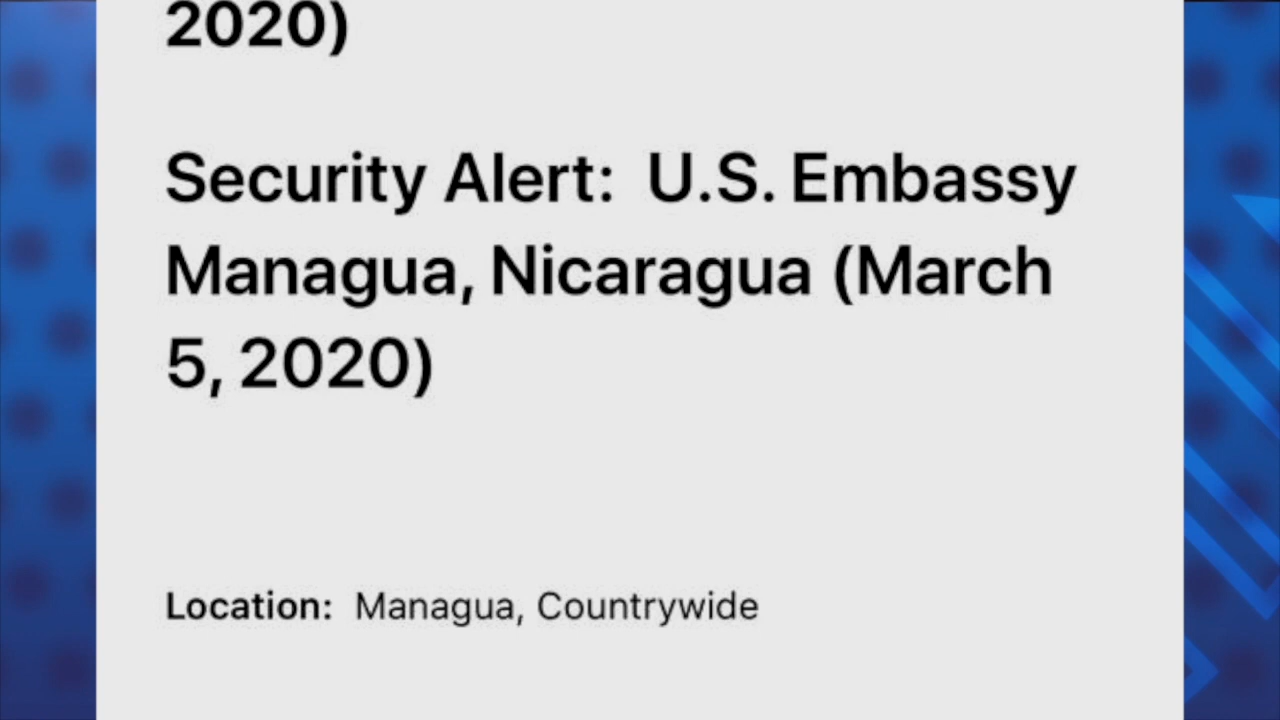 2020)
Security Alert: U.S. Embassy
Managua, Nicaragua (March
5, 2020)
Location: Managua, Countrywide